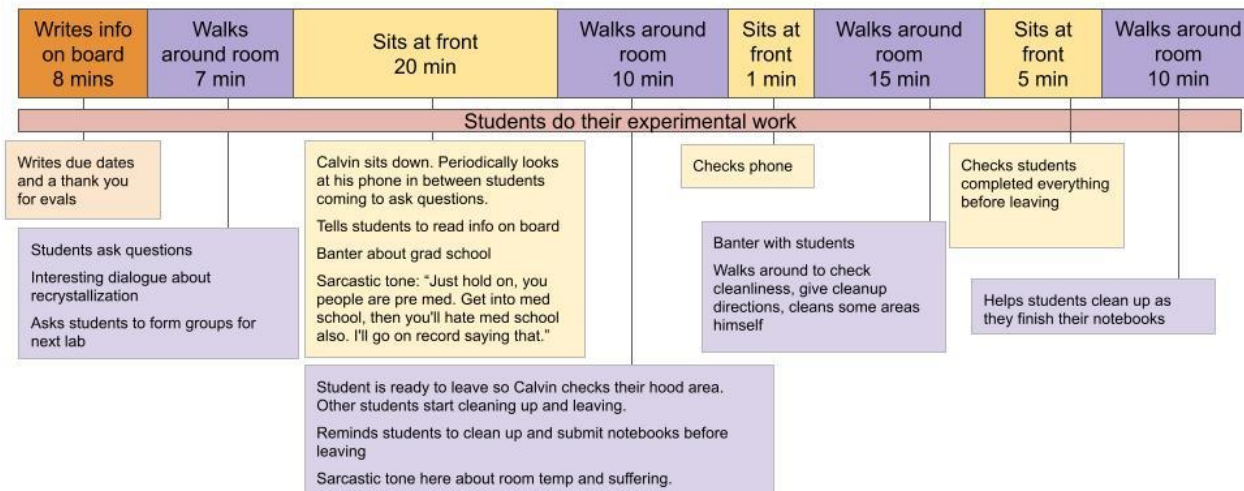 Writes info
on board
8 mins
Walks
around room
7 min
Sits at front
20 min
Walks around
room
10 min
Sits at
front
1 min
Walks around
room
15 min
Sits at
front
5 min
Walks around
room
10 min
Students do their experimental work
Writes due dates
and a thank you
for evals
Students ask questions
Interesting dialogue about
recrystallization
Asks students to form groups for
next lab
Calvin sits down. Periodically looks
at his phone in between students
coming to ask questions.
Tells students to read info on board
Banter about grad school
Sarcastic tone: “Just hold on, you
people are pre med. Get into med
school, then you'll hate med school
also. I'll go on record saying that.”
Student is ready to leave so Calvin checks their hood area.
Other students start cleaning up and leaving.
Reminds students to clean up and submit notebooks before
leaving
Sarcastic tone here about room temp and suffering.
Checks phone
Banter with students
Walks around to check
cleanliness, give cleanup
directions, cleans some areas
himself
Checks students
completed everything
before leaving
Helps students clean up as
they finish their notebooks